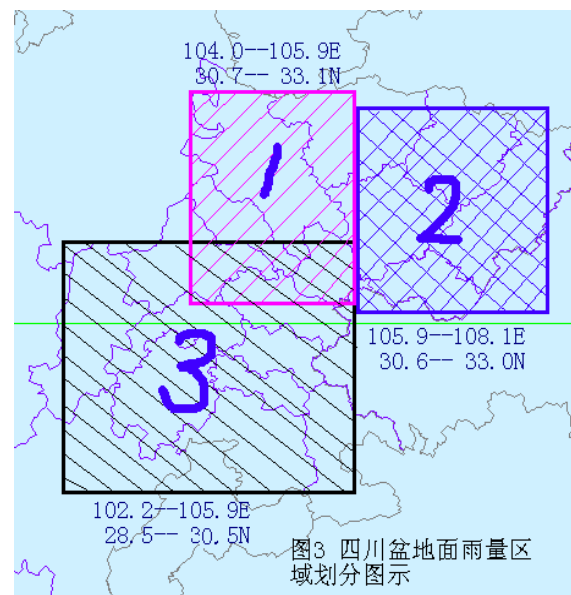 104.0--105.9E
30.7-- 33.1N
1
2
3
105.9--108.1E
30.6-- 33.0N
102.2--105.9E
28.5-- 30.5N
图3 四川盆地面雨量区
域划分图示